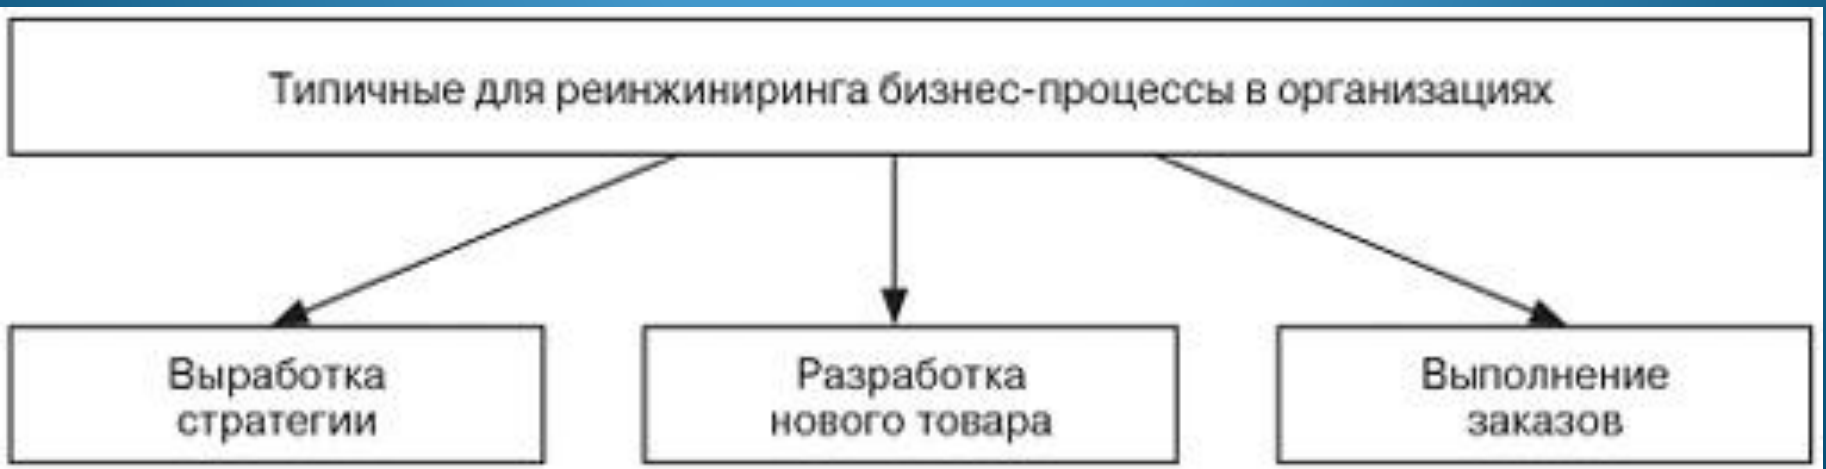 Типичные для реинжиниринга бизнес-процессы в организациях
Выработка
стратегии
Разработка
нового товара
Выполнение
заказов